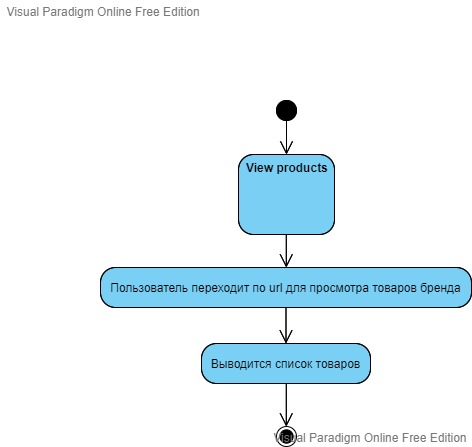 Visual Paradigm Online Free Edition
View products
Пользователь переходит по url для просмотра товаров бренда
Выводится список товаров
Visual Paradigm Online Free Edition